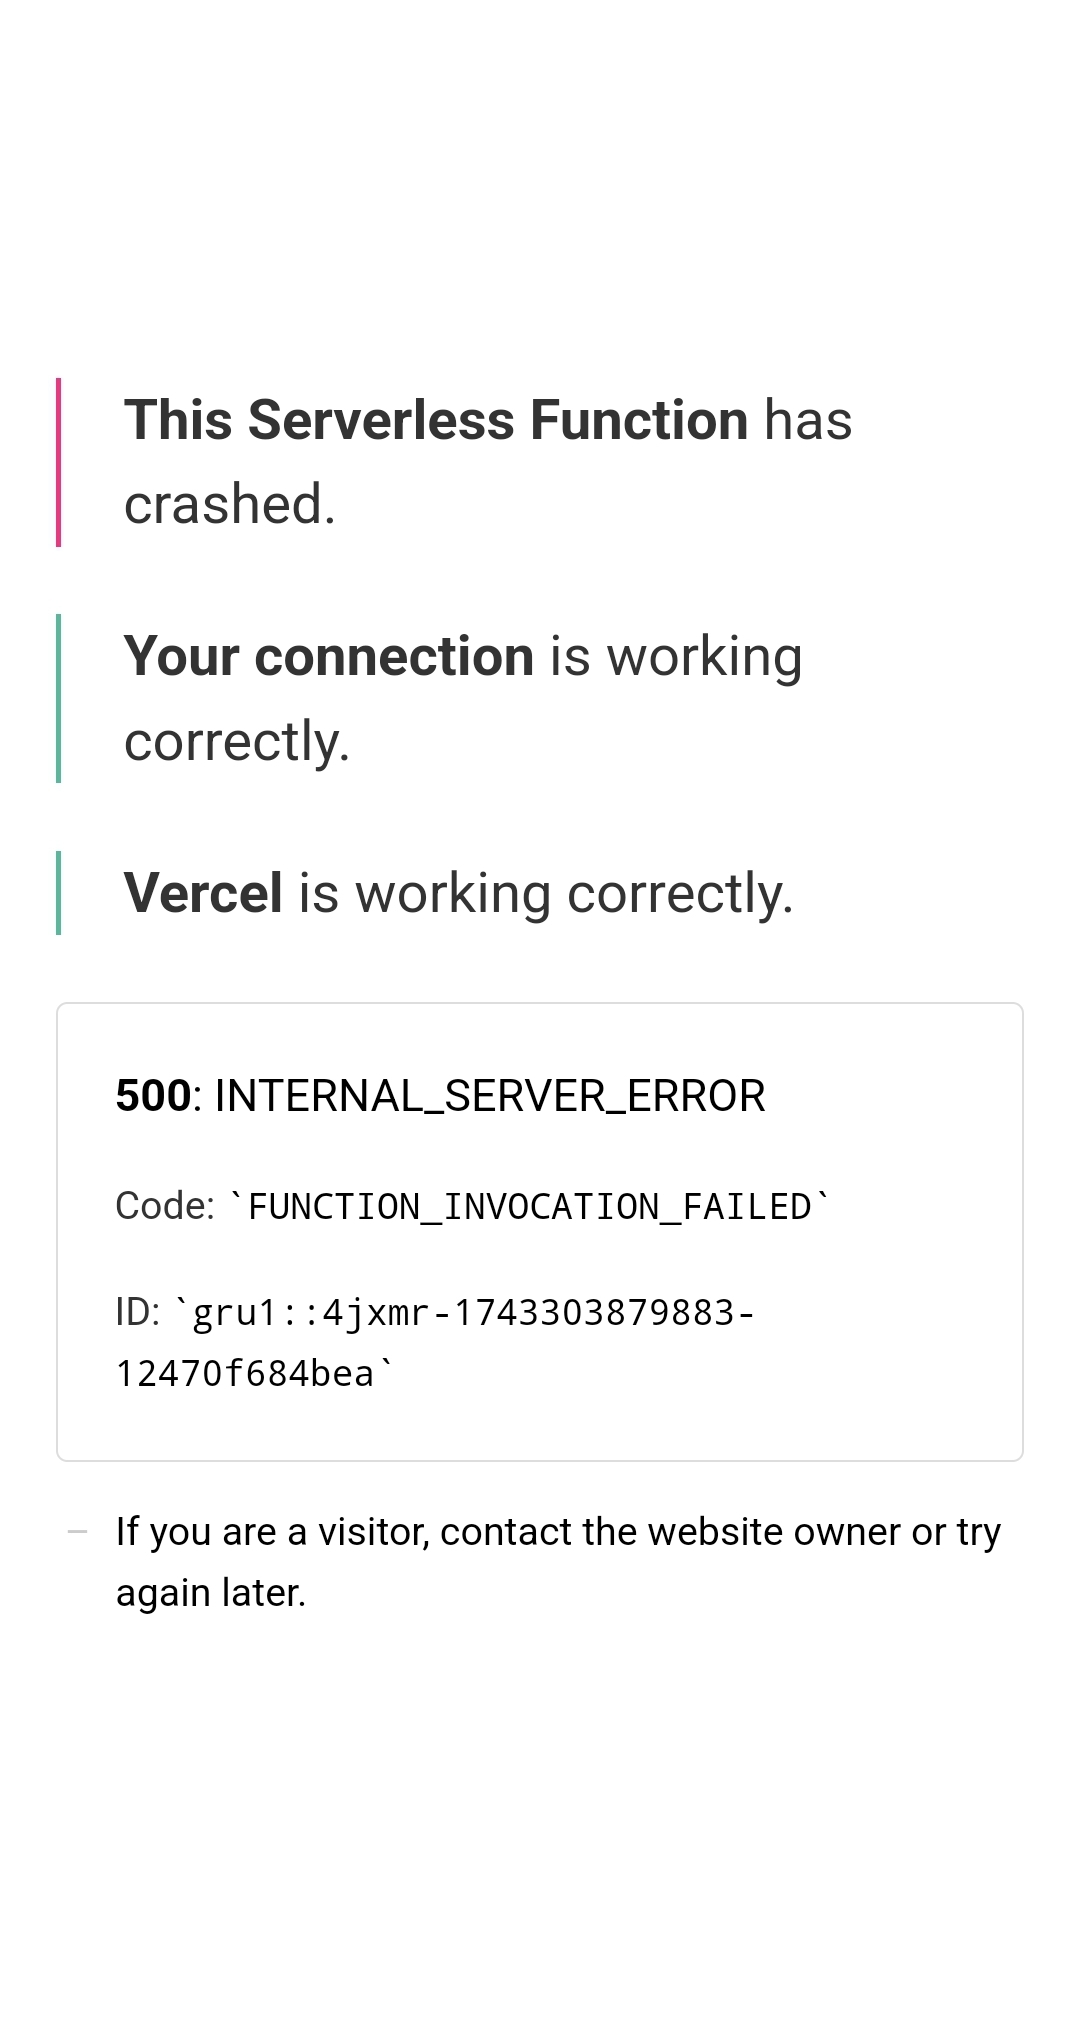 This Serverless Function has
crashed.
Your connection is working
correctly.
Vercel is working correctly.
500: INTERNAL_SERVER_ERROR
Code: `FUNCTION_INVOCATION_FAILED`
ID: `gru1::4jxmr-1743303879883-
12470f684bea`
– If you are a visitor, contact the website owner or try
again later.